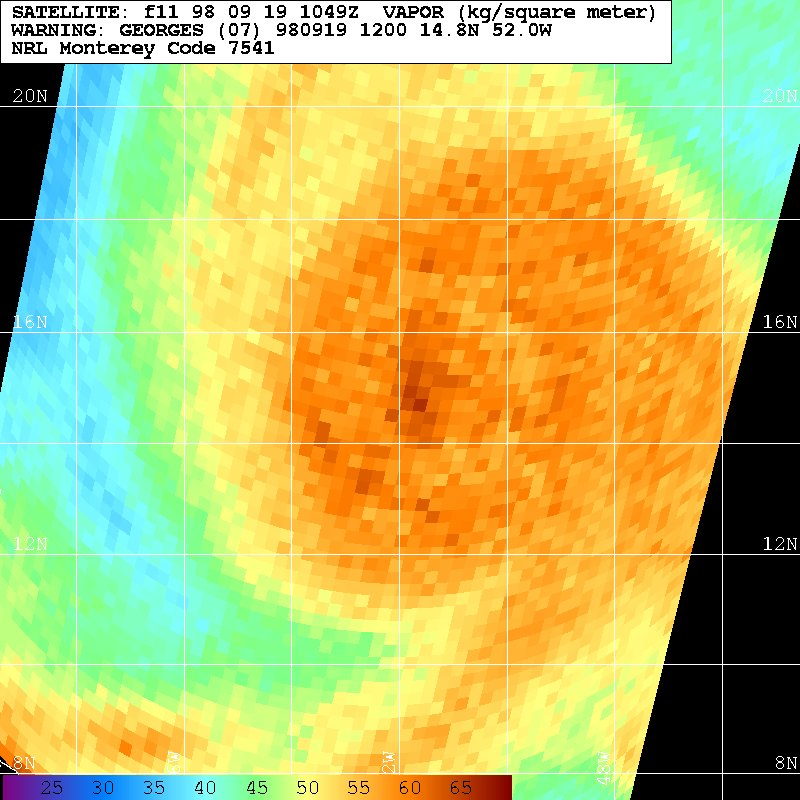 SATELLITE: f11 98 09 19 1049Z VAPOR (kg/square meter)
WARNING: GEORGES (07) 980919 1200 14.8N 52.0W
NRL Monterey Code 7541
20N 20N
16N 16N
12N 12N
8N 8N
48W
25 30 35 40 45 50 55 60 65